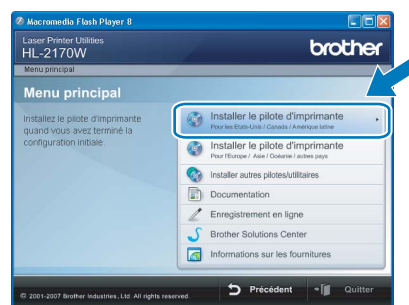 Macromedia Flash Player 8
Laser Printer Utilities
HL-2170W
brother
Menu principal
Menu principal
Installez le pilote d'imprimante
quand vous avez terminé la
configuration initiale.
Installer le pilote d'imprimante
Pour les Etats-Unis / Canada / Amérique latine
Installer le pilote d'imprimante
Pour l'Europe / Asie / Océanie / autres pays
Installer autres pilotes/utilitaires
Documentation
Enregistrement en ligne
Brother Solutions Center
Informations sur les fournitures
© 2001-2007 Brother Industries, Ltd. All rights reserved.
Précédent
Quitter